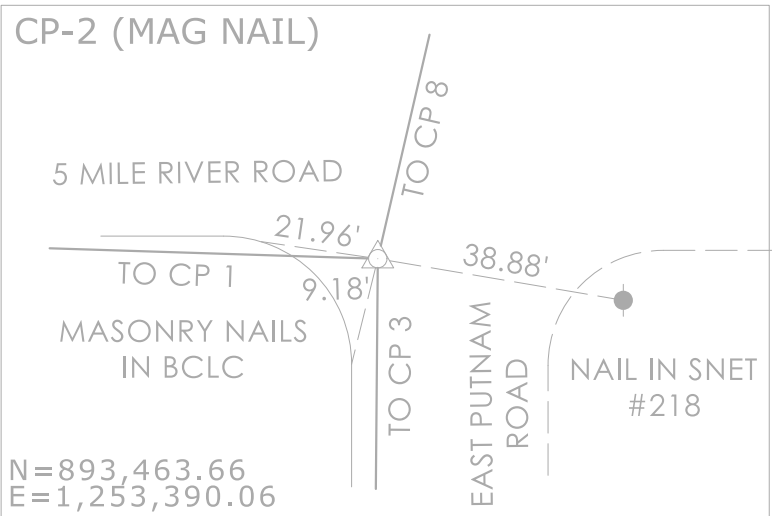 CP-2 (MAG NAIL)
TO CP 8
5 MILE RIVER ROAD
21.96'
38.88'
TO CP 1
9.18'
MASONRY NAILS
IN BCLC
TO CP 3
EAST PUTNAM
ROAD
NAIL IN SNET
#218
N=893,463.66
E=1,253,390.06